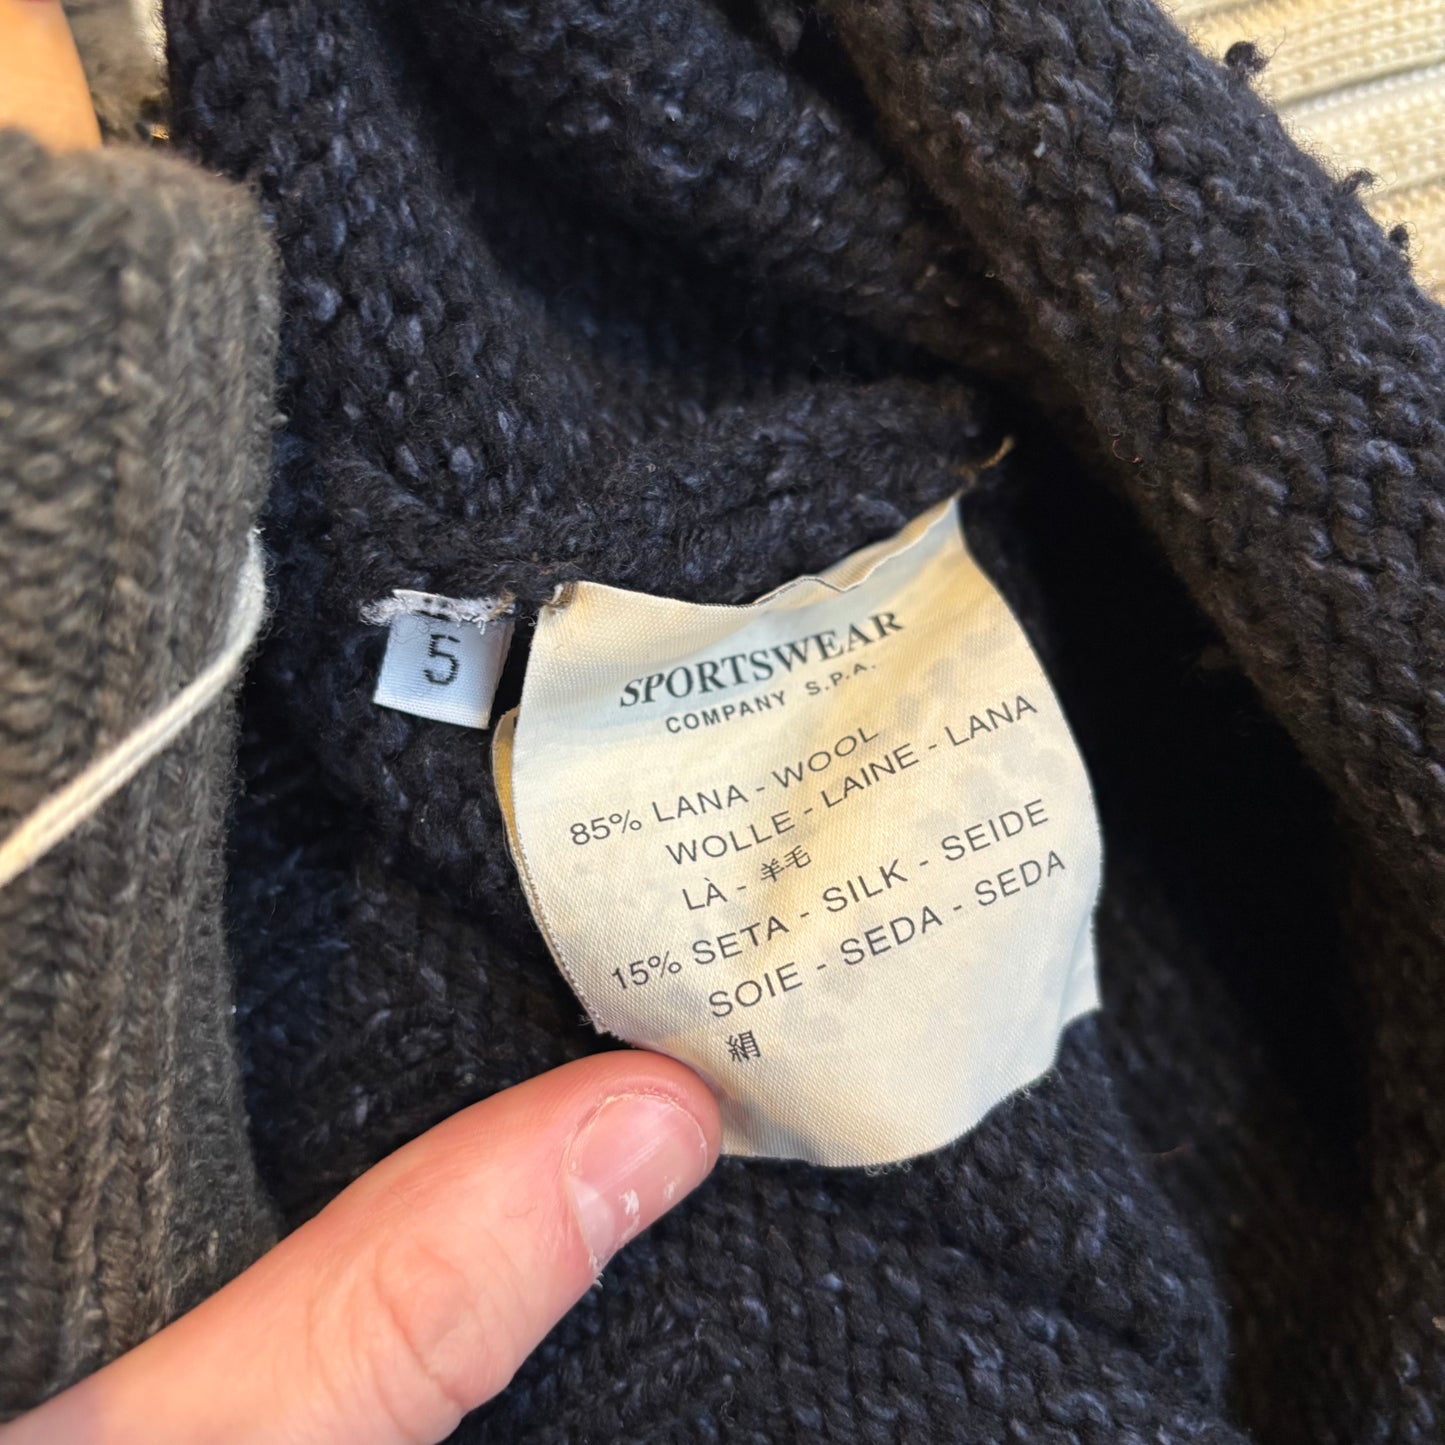 5
SPORTSWEAR
COMPANY S.P.A.
85% LANA - WOOL
WOLLE - LAINE - LANA
LÀ - 羊毛
15% SETA - SILK - SEIDE
SOIE - SEDA - SEDA
絹